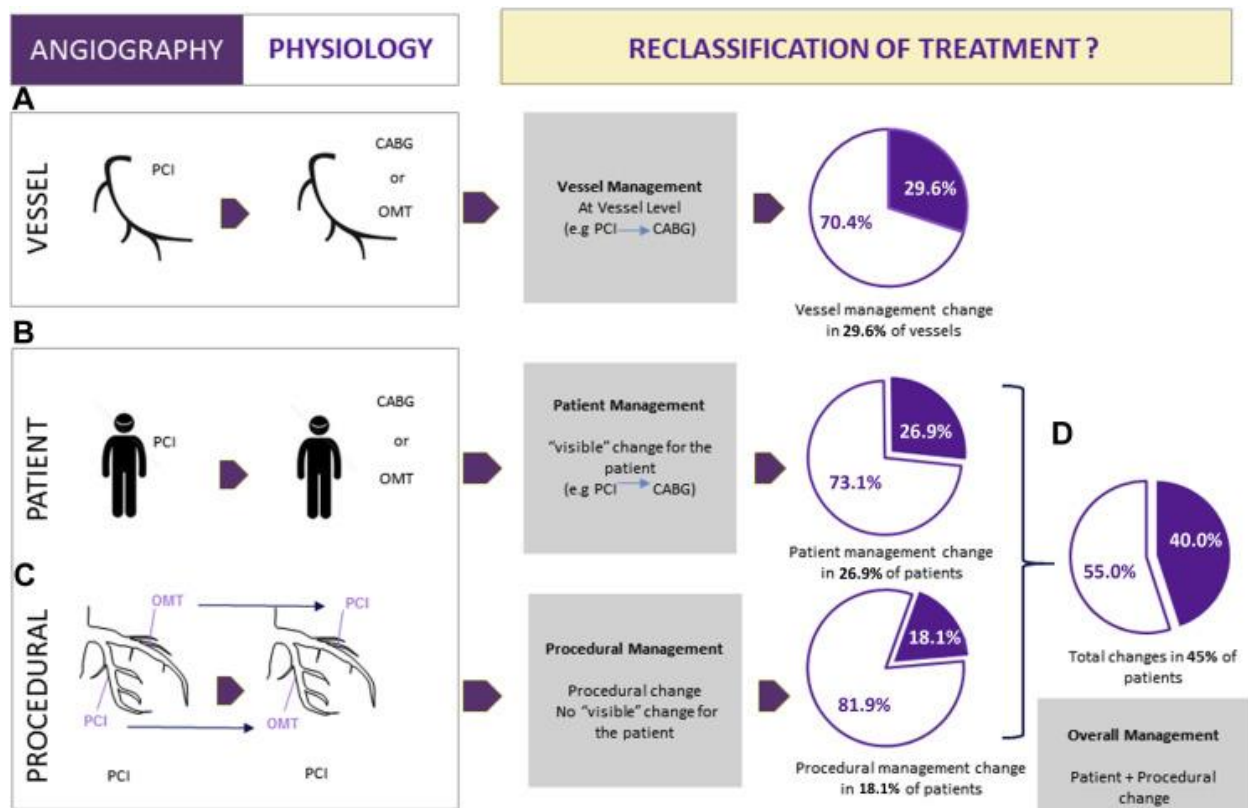 ANGIOGRAPHY
PHYSIOLOGY
RECLASSIFICATION OF TREATMENT ?
A
VESSEL
PCI
CABG
or
OMT
Vessel Management
At Vessel Level
(e.g PCI CABG)
29.6%
70.4%
Vessel management change
in 29.6% of vessels
B
PATIENT
PCI
CABG
or
OMT
Patient Management
"visible" change for the
patient
(e.g PCI CABG)
26.9%
73.1%
Patient management change
in 26.9% of patients
C
PROCEDURAL
OMT
PCI
PCI
OMT
PCI
PCI
Procedural Management
Procedural change
No "visible" change for
the patient
18.1%
81.9%
Procedural management change
in 18.1% of patients
D
40.0%
55.0%
Total changes in 45% of
patients
Overall Management
Patient + Procedural
change